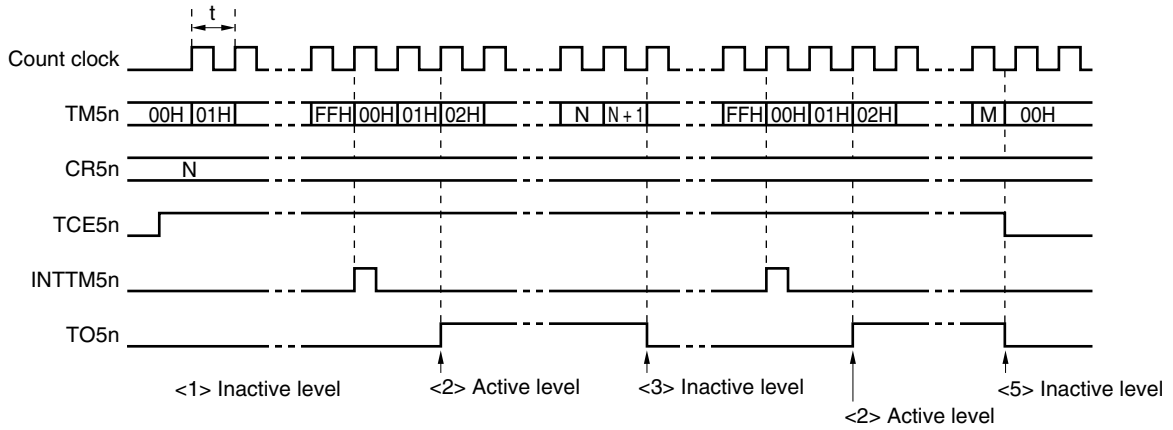 t
Count clock
TM5n 00H 01H FFH 00H 01H 02H N N + 1 FFH 00H 01H 02H M 00H
CR5n N
TCE5n
INTTM5n
TO5n
<1> Inactive level <2> Active level <3> Inactive level <5> Inactive level
<2> Active level